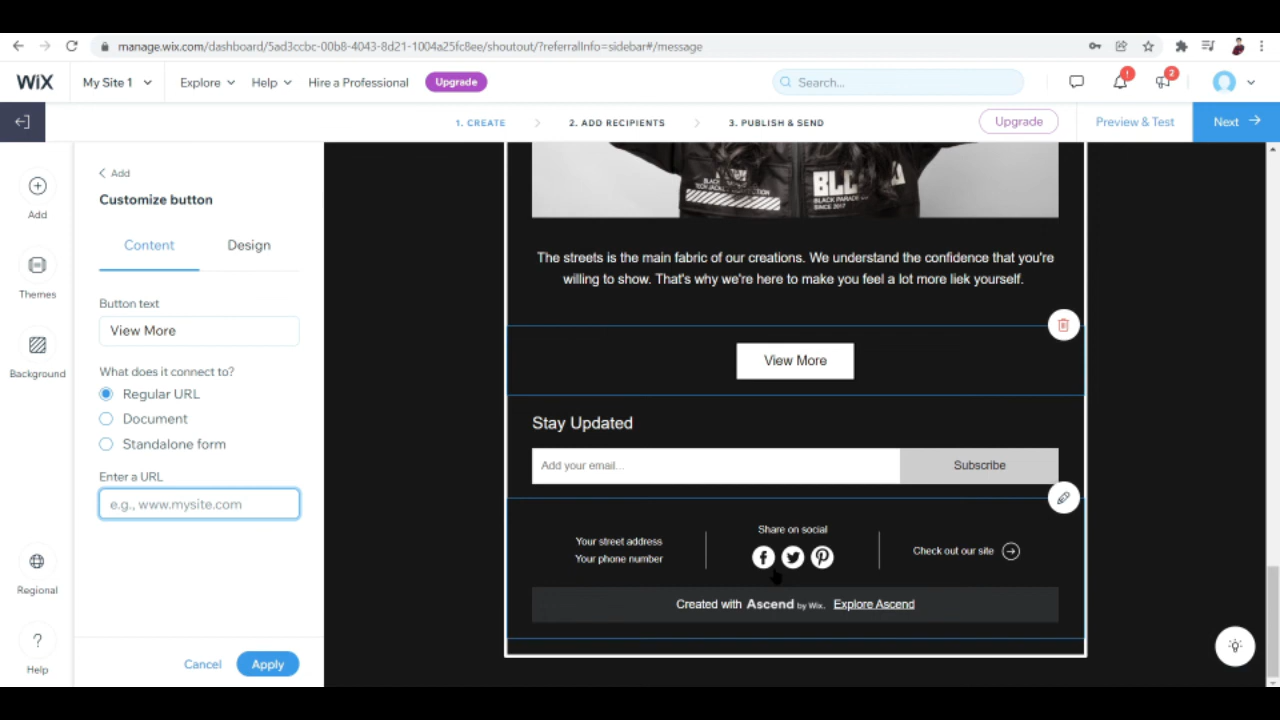 manage.wix.com/dashboard/5ad3ccbc-00b8-4043-8d21-1004a25fc8ee/shoutout/?referralInfo=sidebar#/message
WIX My Site 1 Explore Help Hire a Professional Upgrade Search... ! 2
1. CREATE 2. ADD RECIPIENTS 3. PUBLISH & SEND Upgrade Preview & Test Next
Add
Themes
Background
Regional
? Help
Add
Customize button
Content Design
Button text
View More
What does it connect to?
Regular URL
Document
Standalone form
Enter a URL
e.g., www.mysite.com
Cancel Apply
BLACK PARADE
SINCE 2017
The streets is the main fabric of our creations. We understand the confidence that you're
willing to show. That's why we're here to make you feel a lot more liek yourself.
View More
Stay Updated
Add your email... Subscribe
Your street address
Your phone number
Share on social
Check out our site
Created with Ascend by Wix. Explore Ascend